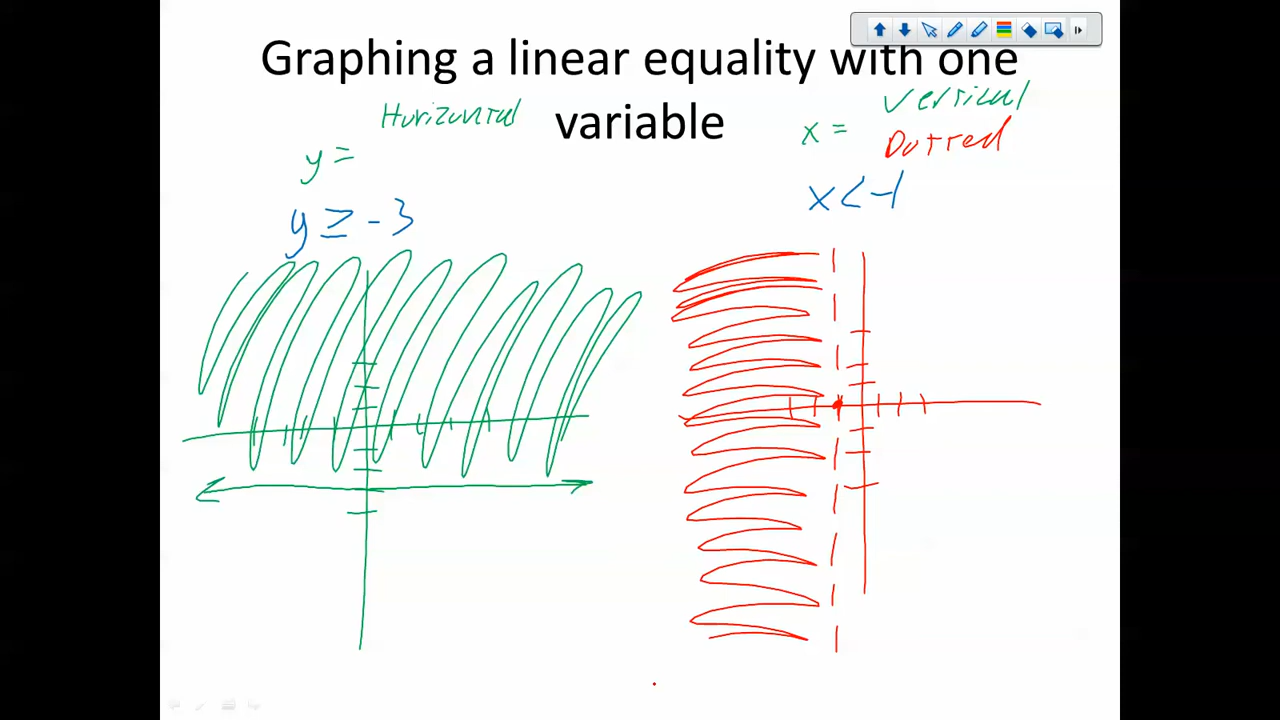 Graphing a linear equality with one
variable
Horizontal
y =
y ≥ -3
Vertical
x =
Dotted
x < -1